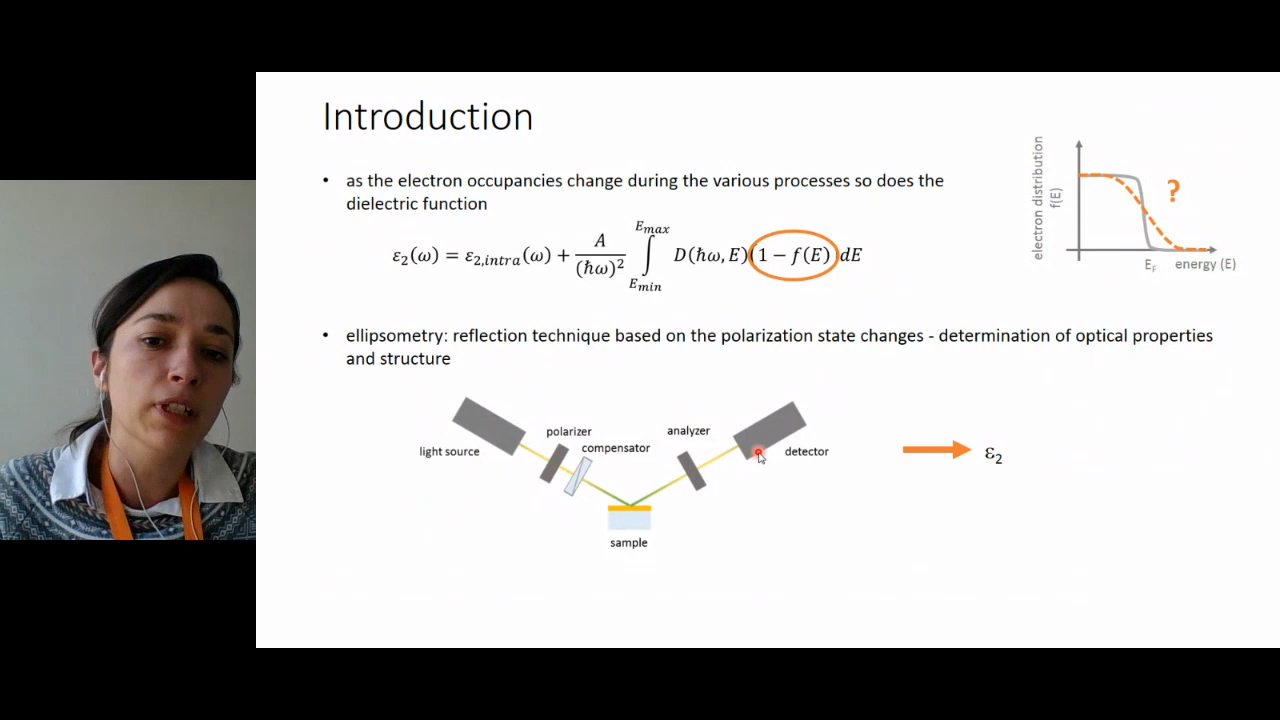 Introduction
• as the electron occupancies change during the various processes so does the
dielectric function
ε₂(ω) = ε₂,intra(ω) + A/(ħω)² ∫_{Emin}^{Emax} D(ħω, E)(1 − f(E))dE
electron distribution
f(E)
?
E_F energy (E)
• ellipsometry: reflection technique based on the polarization state changes - determination of optical properties
and structure
light source
polarizer
compensator
analyzer
detector
sample
ε₂